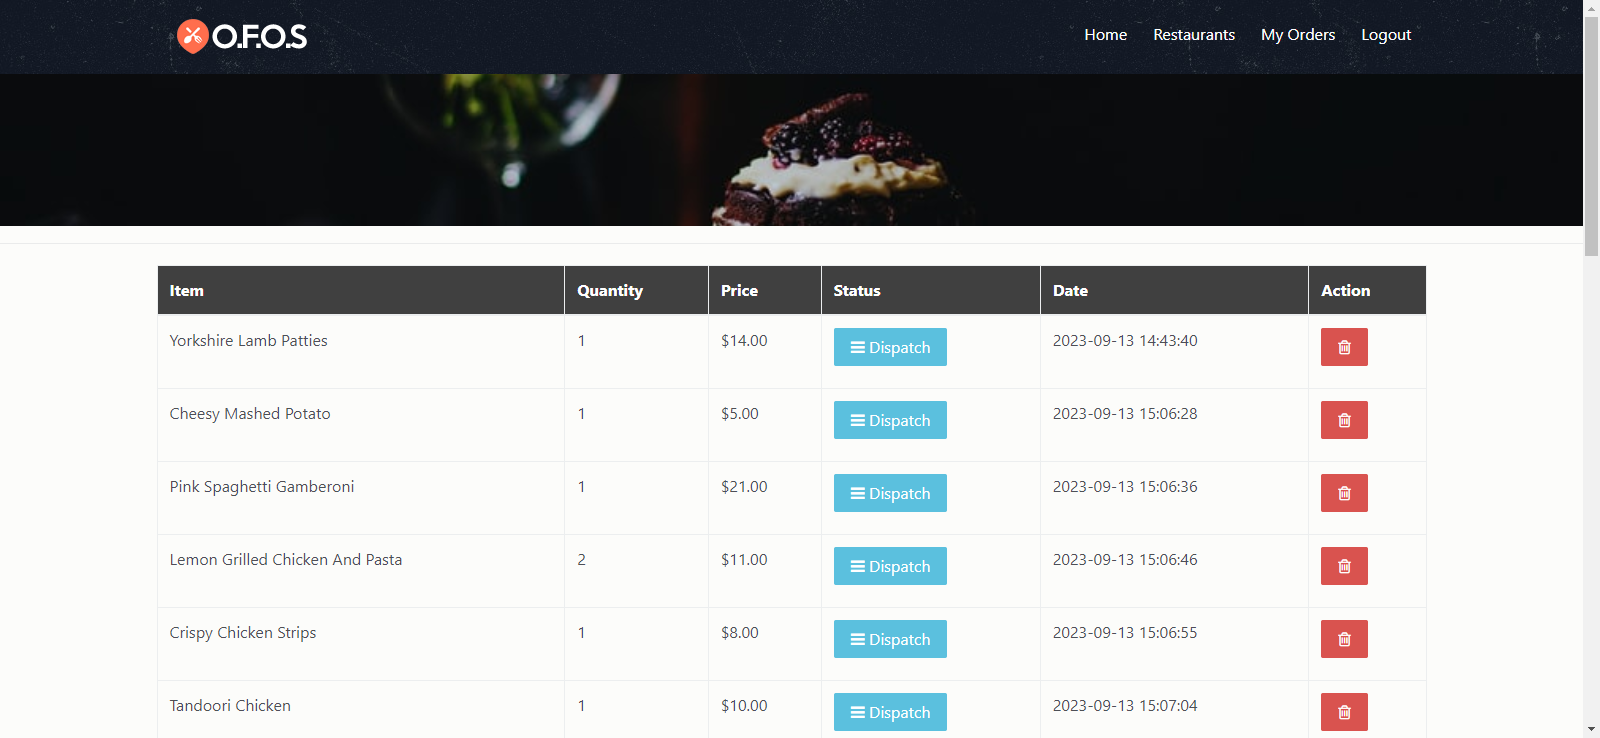 O.F.O.S
Home Restaurants My Orders Logout
Item Quantity Price Status Date Action
Yorkshire Lamb Patties 1 $14.00 Dispatch 2023-09-13 14:43:40
Cheesy Mashed Potato 1 $5.00 Dispatch 2023-09-13 15:06:28
Pink Spaghetti Gamberoni 1 $21.00 Dispatch 2023-09-13 15:06:36
Lemon Grilled Chicken And Pasta 2 $11.00 Dispatch 2023-09-13 15:06:46
Crispy Chicken Strips 1 $8.00 Dispatch 2023-09-13 15:06:55
Tandoori Chicken 1 $10.00 Dispatch 2023-09-13 15:07:04